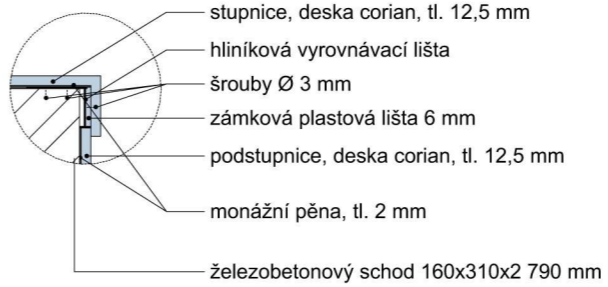 stupnice, deska corian, tl. 12,5 mm
hliníková vyrovnávací lišta
šrouby Ø 3 mm
zámková plastová lišta 6 mm
podstupnice, deska corian, tl. 12,5 mm
monážní pěna, tl. 2 mm
železobetonový schod 160x310x2 790 mm